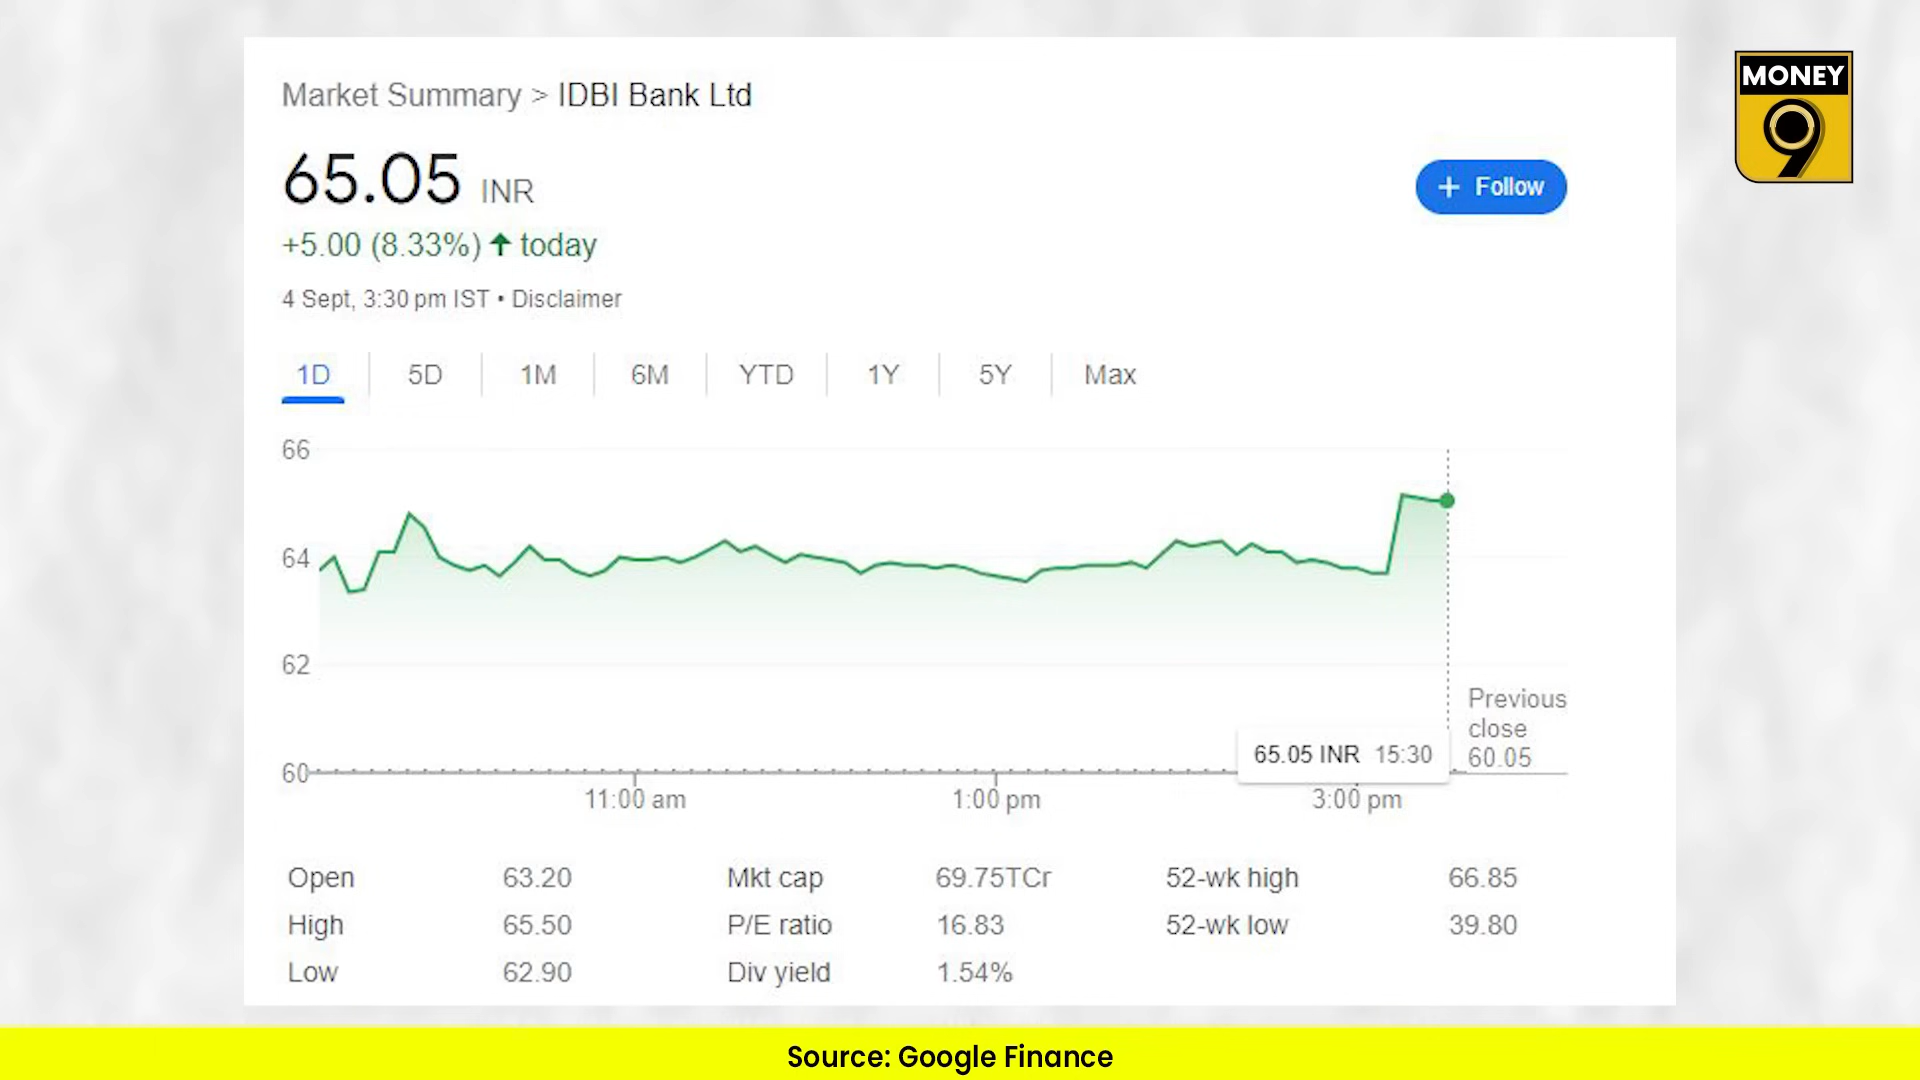 MONEY
9
Market Summary > IDBI Bank Ltd
65.05 INR
+ Follow
+5.00 (8.33%) ↑ today
4 Sept, 3:30 pm IST • Disclaimer
1D 5D 1M 6M YTD 1Y 5Y Max
66
64
62
60
Previous
close
60.05
65.05 INR 15:30
11:00 am 1:00 pm 3:00 pm
Open 63.20 Mkt cap 69.75TCr 52-wk high 66.85
High 65.50 P/E ratio 16.83 52-wk low 39.80
Low 62.90 Div yield 1.54%
Source: Google Finance